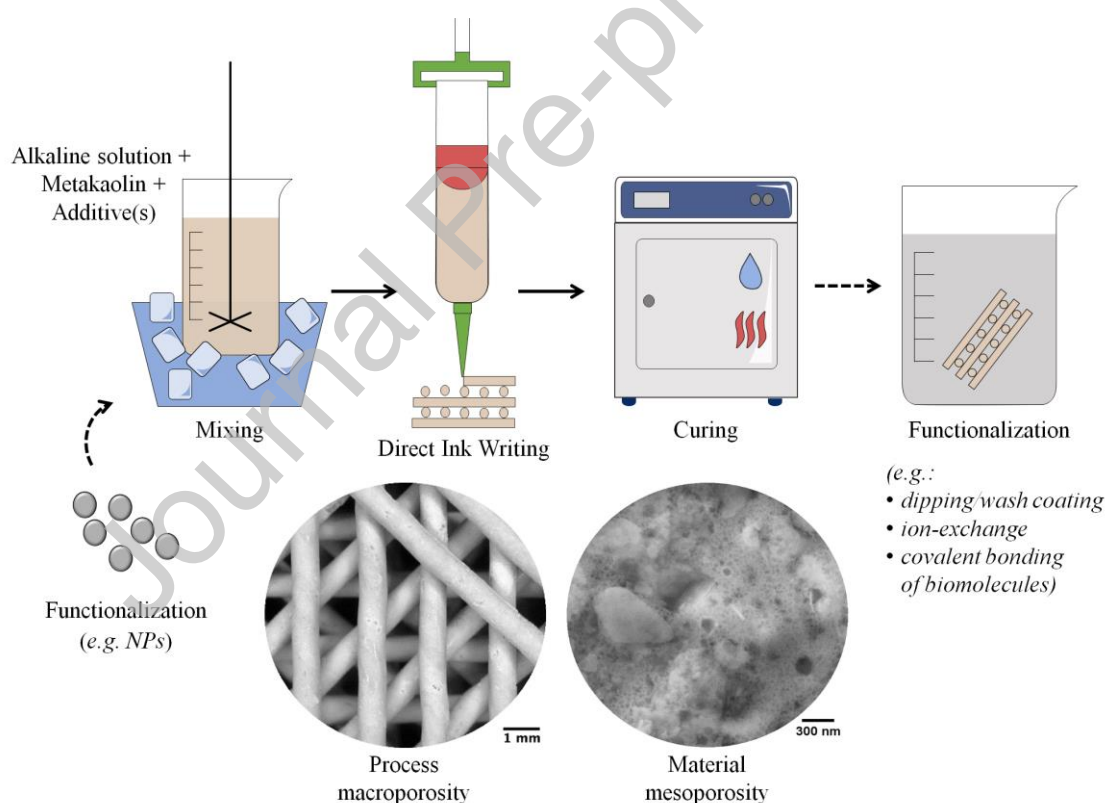 Journal Pre-pr
Alkaline solution +
Metakaolin +
Additive(s)
Mixing
Direct Ink Writing
Curing
Functionalization
(e.g.:
• dipping/wash coating
• ion-exchange
• covalent bonding
of biomolecules)
Functionalization
(e.g. NPs)
1 mm
300 nm
Process
macroporosity
Material
mesoporosity